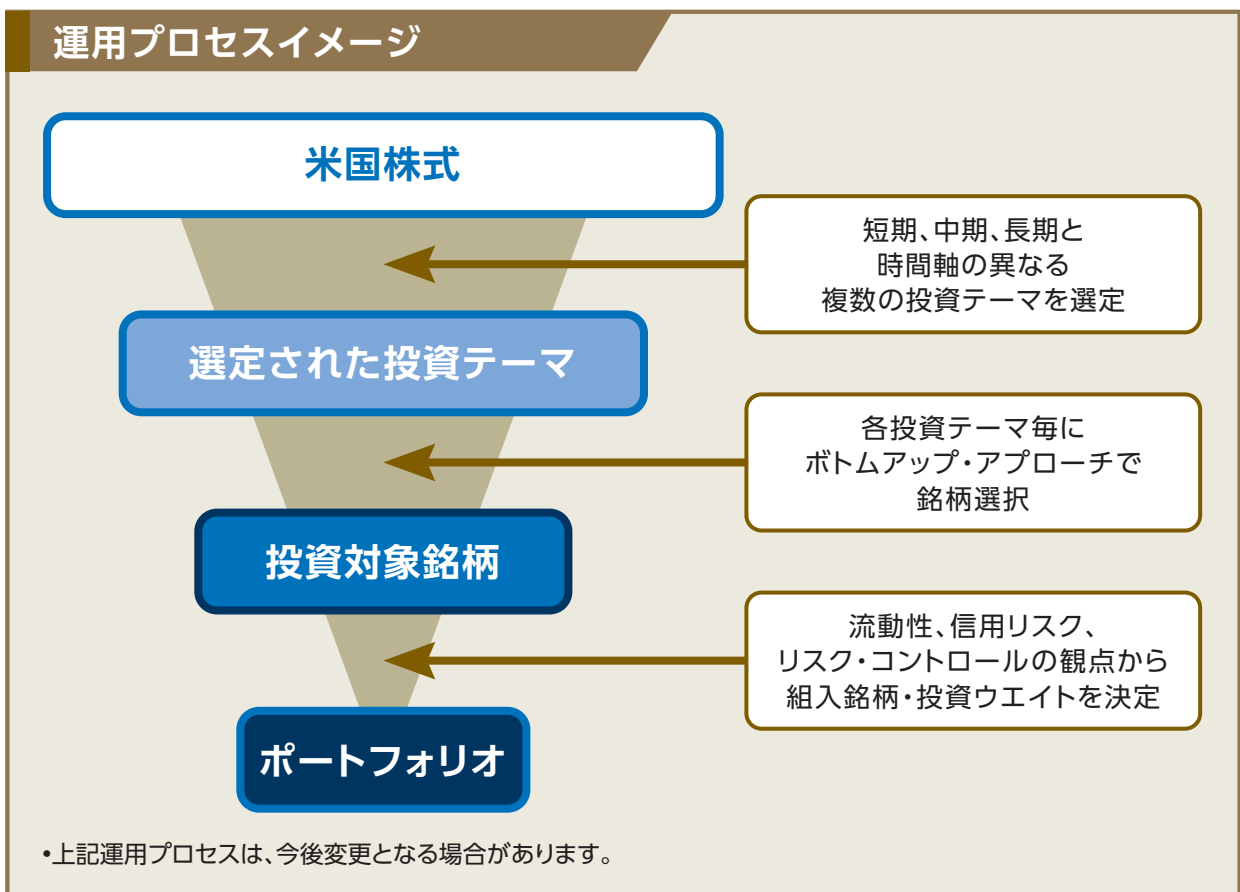 運用プロセスイメージ
米国株式
短期、中期、長期と
時間軸の異なる
複数の投資テーマを選定
選定された投資テーマ
各投資テーマ毎に
ボトムアップ・アプローチで
銘柄選択
投資対象銘柄
流動性、信用リスク、
リスク・コントロールの観点から
組入銘柄・投資ウエイトを決定
ポートフォリオ
•上記運用プロセスは、今後変更となる場合があります。